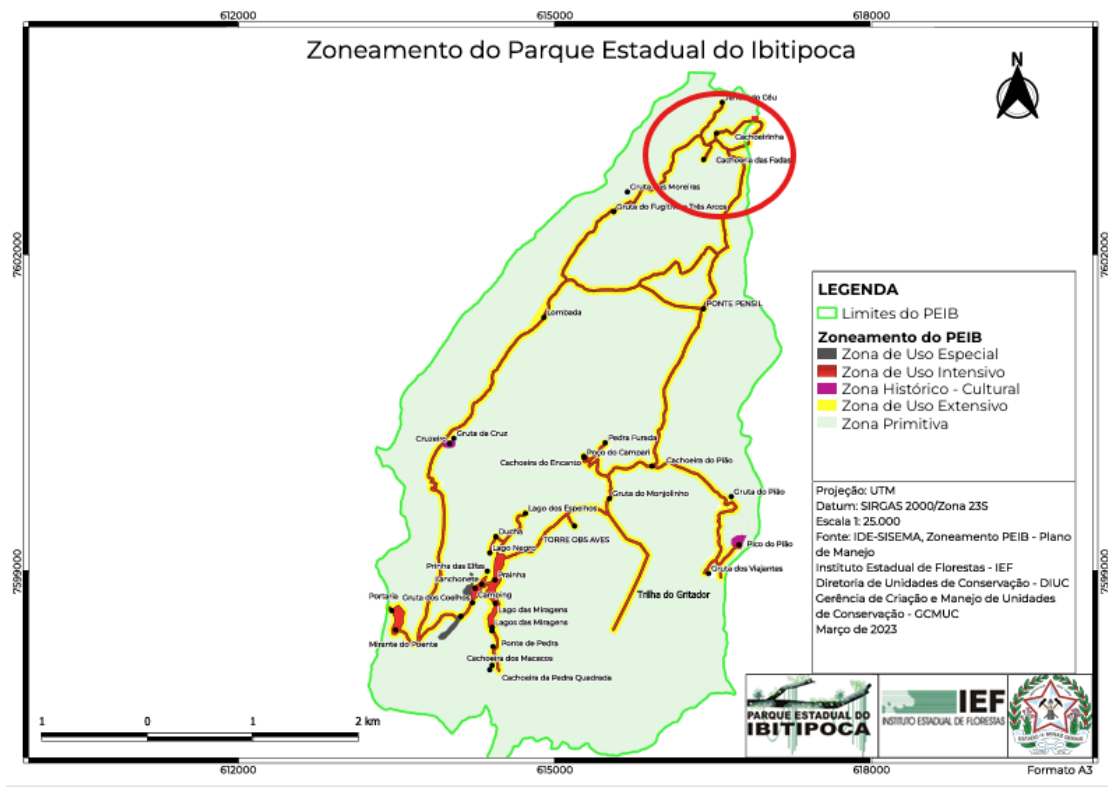 612000
615000
618000
Zoneamento do Parque Estadual do Ibitipoca
N
Cachoeirinha
Cachoeira das Fadas
Gruta dos Moreiras
Gruta do Fugitivo e Três Arcos
7602000
7602000
PONTE PENSIL
Lombada
Gruta da Cruz
Cruzeiro
Pedra Furada
Poço do Campari
Cachoeira do Encanto
Cachoeira do Pião
Gruta do Monjolinho
Gruta do Pião
Lago dos Espelhos
Ducha
TORRE OBS AVES
Lago Negro
Pico do Pião
Prinha das Elfas
Prainha
Lanchonete
Gruta dos Viajantes
7599000
7599000
Portaria
Gruta dos Coelhos
Camping
Trilha do Gritador
Lago das Miragens
Lagos das Miragens
Mirante do Poente
Ponte de Pedra
Cachoeira dos Macacos
Cachoeira da Pedra Quadrada
LEGENDA
Limites do PEIB
Zoneamento do PEIB
Zona de Uso Especial
Zona de Uso Intensivo
Zona Histórico - Cultural
Zona de Uso Extensivo
Zona Primitiva
Projeção: UTM
Datum: SIRGAS 2000/Zona 23S
Escala 1: 25.000
Fonte: IDE-SISEMA, Zoneamento PEIB - Plano
de Manejo
Instituto Estadual de Florestas - IEF
Diretoria de Unidades de Conservação - DIUC
Gerência de Criação e Manejo de Unidades
de Conservação - GCMUC
Março de 2023
PARQUE ESTADUAL DO
IBITIPOCA
IEF
INSTITUTO ESTADUAL DE FLORESTAS
1 0 1 2 km
612000
615000
618000
Formato A3